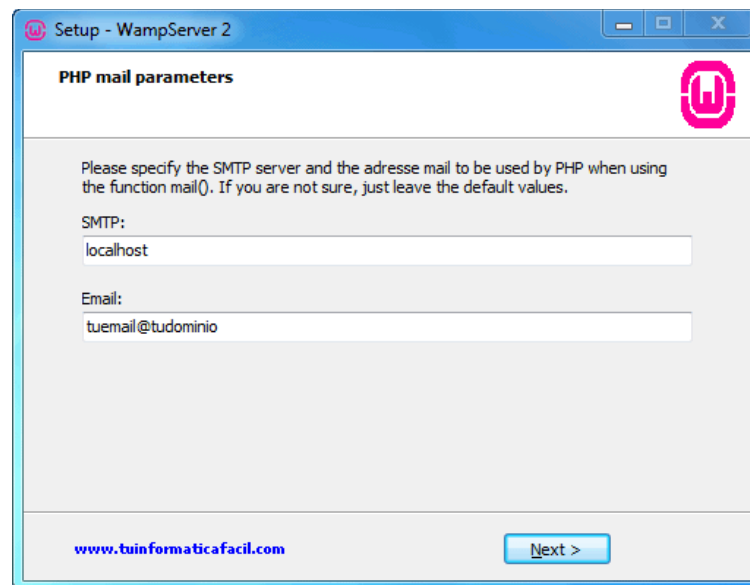 Setup - WampServer 2
PHP mail parameters
Please specify the SMTP server and the adresse mail to be used by PHP when using
the function mail(). If you are not sure, just leave the default values.
SMTP:
localhost
Email:
tuemail@tudominio
www.tuinformaticafacil.com
Next >